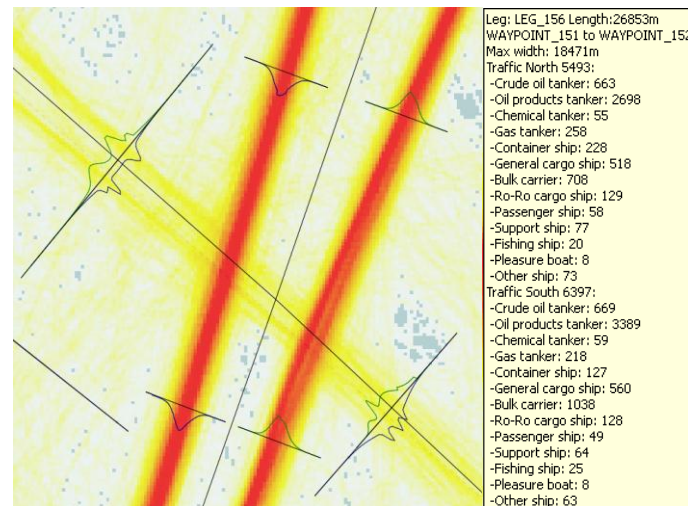 Leg: LEG_156 Length:26853m
WAYPOINT_151 to WAYPOINT_152
Max width: 18471m
Traffic North 5493:
-Crude oil tanker: 663
-Oil products tanker: 2698
-Chemical tanker: 55
-Gas tanker: 258
-Container ship: 228
-General cargo ship: 518
-Bulk carrier: 708
-Ro-Ro cargo ship: 129
-Passenger ship: 58
-Support ship: 77
-Fishing ship: 20
-Pleasure boat: 8
-Other ship: 73
Traffic South 6397:
-Crude oil tanker: 669
-Oil products tanker: 3389
-Chemical tanker: 59
-Gas tanker: 218
-Container ship: 127
-General cargo ship: 560
-Bulk carrier: 1038
-Ro-Ro cargo ship: 128
-Passenger ship: 49
-Support ship: 64
-Fishing ship: 25
-Pleasure boat: 8
-Other ship: 63